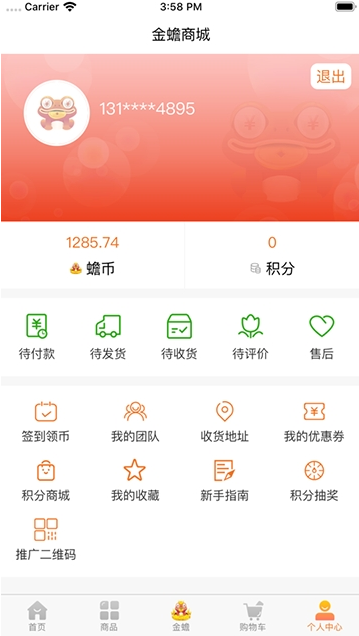 Carrier
3:58 PM
金蟾商城
退出
131****4895
1285.74
0
蟾币
积分
待付款
待发货
待收货
待评价
售后
签到领币
我的团队
收货地址
我的优惠券
积分商城
我的收藏
新手指南
积分抽奖
推广二维码
首页
商品
金蟾
购物车
个人中心